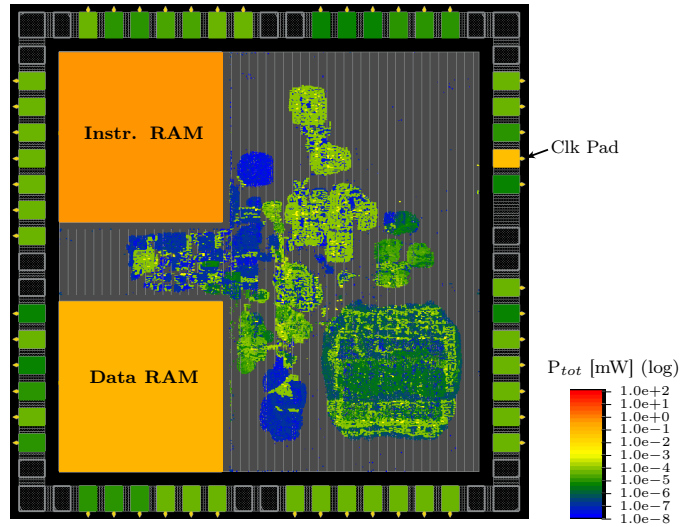 Instr. RAM
Clk Pad
Data RAM
P_tot [mW] (log)
1.0e+2
1.0e+1
1.0e+0
1.0e−1
1.0e−2
1.0e−3
1.0e−4
1.0e−5
1.0e−6
1.0e−7
1.0e−8